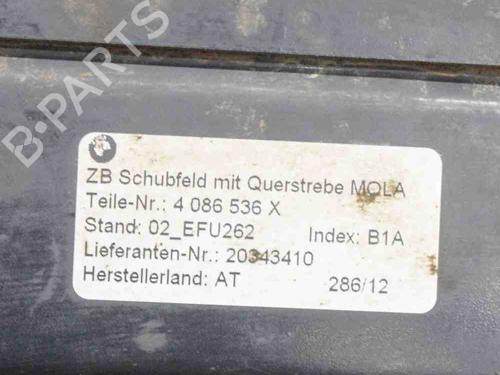 B-PARTS
ZB Schubfeld mit Querstrebe MOLA
Teile-Nr.: 4 086 536 X
Stand: 02_EFU262 Index: B1A
Lieferanten-Nr.: 20343410
Herstellerland: AT 286/12